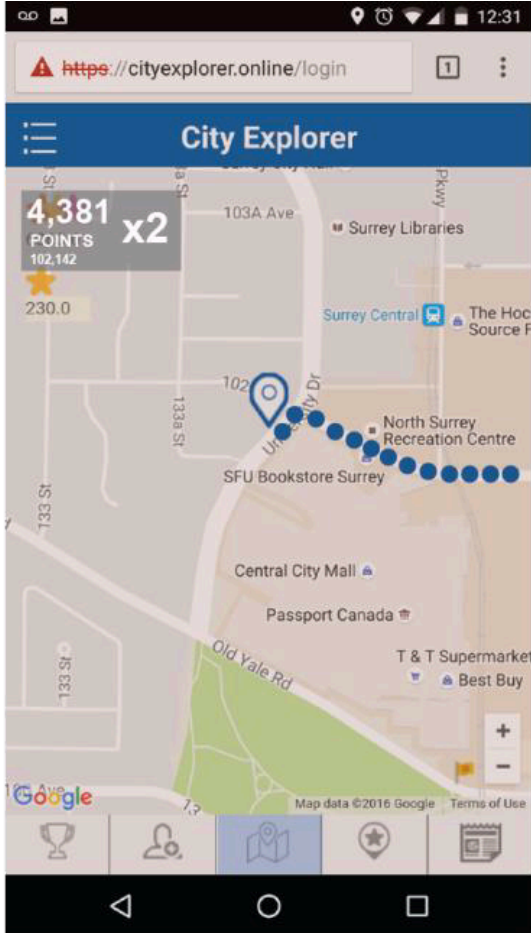 12:31
https://cityexplorer.online/login
1
City Explorer
4,381
POINTS
x2
102,142
230.0
103A Ave
Pkwy
Surrey Libraries
Surrey Central
The Hoc
Source F
102
University Dr
133a St
North Surrey
Recreation Centre
SFU Bookstore Surrey
133 St
Central City Mall
Passport Canada
Old Yale Rd
T & T Supermarket
Best Buy
133 St
+
−
Google
Map data ©2016 Google
Terms of Use